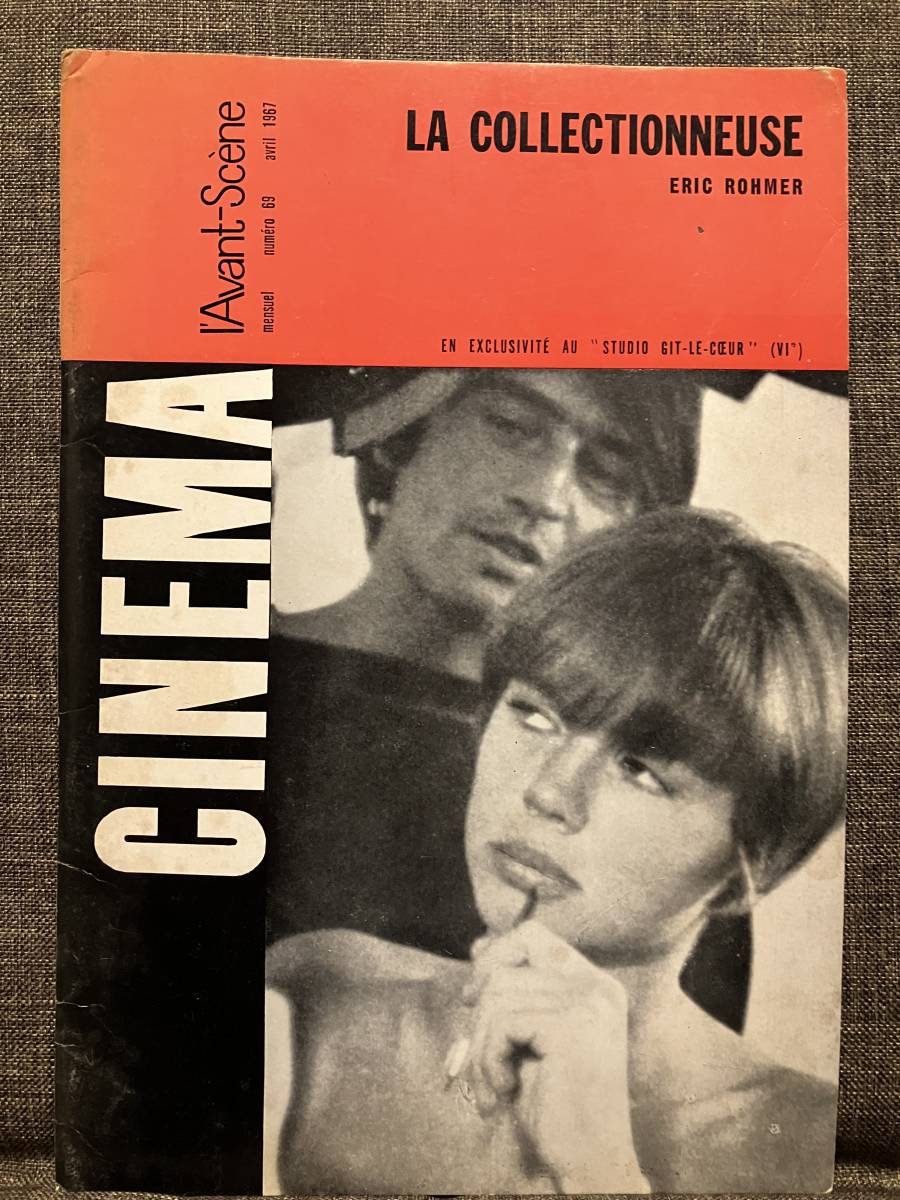 LA COLLECTIONNEUSE
ERIC ROHMER
l'Avant-Scène
mensuel numéro 69 avril 1967
EN EXCLUSIVITÉ AU "STUDIO GIT-LE-CŒUR" (VIe)
CINEMA